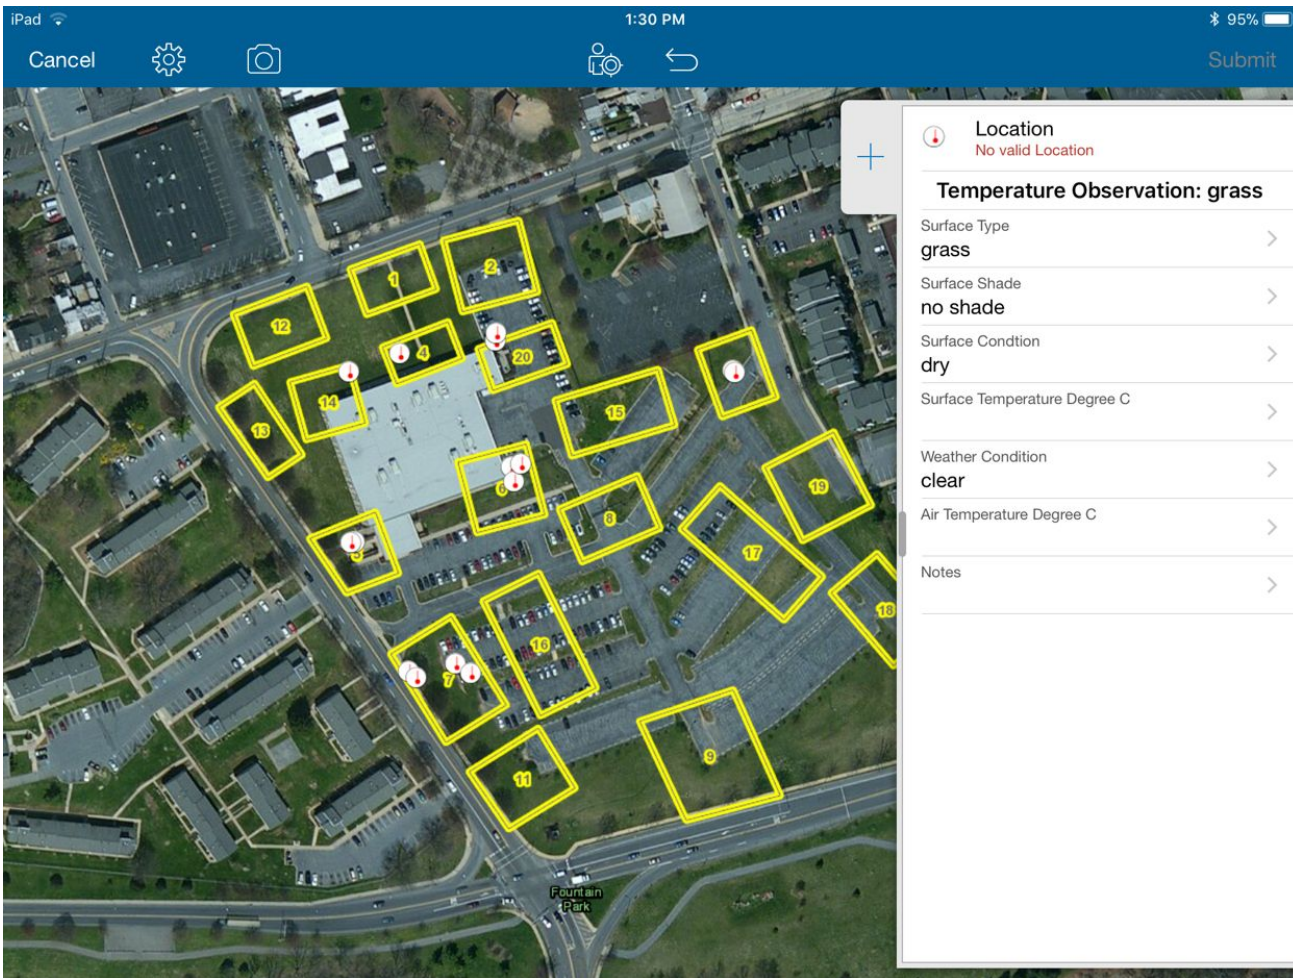 iPad
1:30 PM
95%
Cancel
Submit
Location
No valid Location
Temperature Observation: grass
Surface Type
grass
Surface Shade
no shade
Surface Condtion
dry
Surface Temperature Degree C
Weather Condition
clear
Air Temperature Degree C
Notes
1
2
12
4
20
14
15
13
6
19
8
17
5
18
16
7
9
11
Fountain
Park